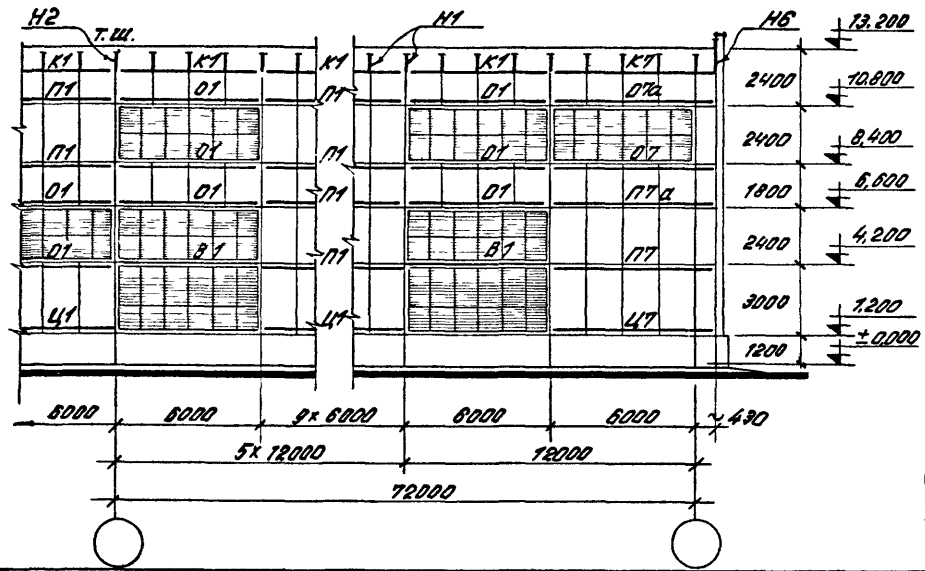 Н2 Т.Ш. Н1 Н6 13.200
К1 К1 К1 К1 К7 2400
П1 О1 П1 О1 О7а 10.800
2400
П1 О1 П1 О1 О7 8,400
О1 О1 П1 О1 П7а 1800 6,600
О1 В1 П1 В1 П7 2400 4,200
3000
Ц1 Ц7 1.200
±0,000
1200
6000 6000 9×6000 6000 6000 ~430
5×12000 12000
72000